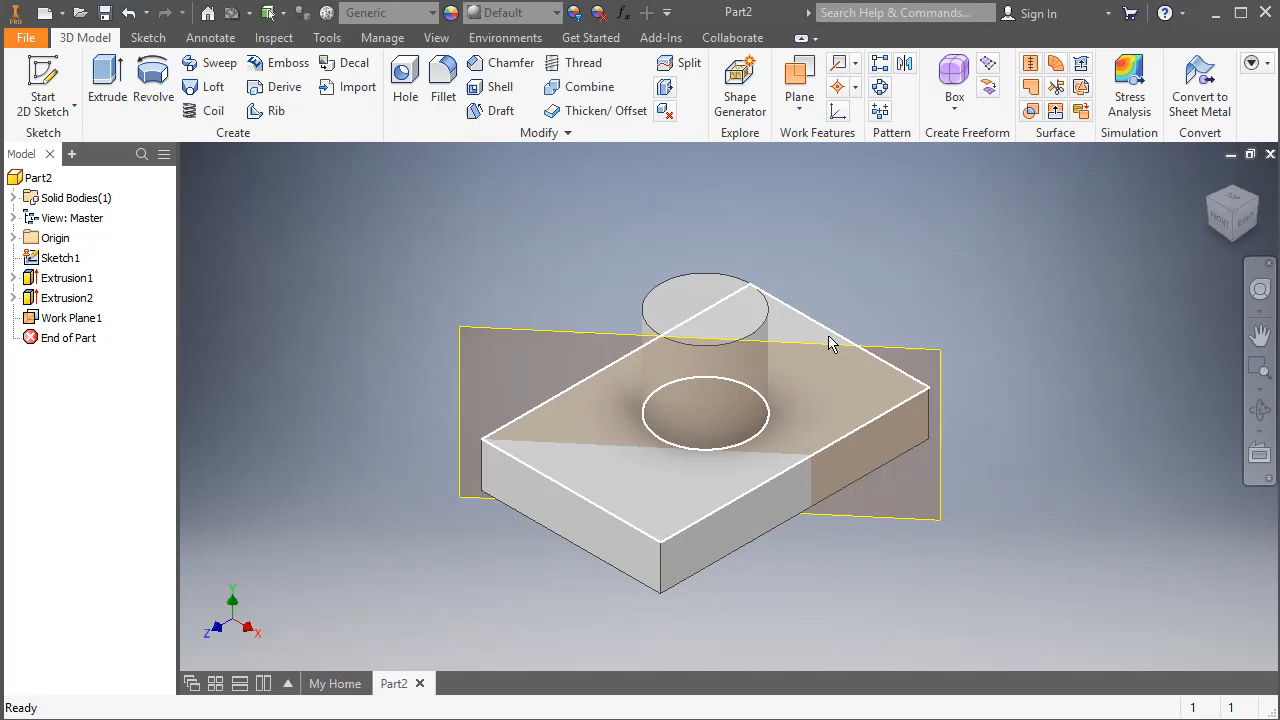 PRO
Generic
Default
Part2
Search Help & Commands...
Sign In
File
3D Model
Sketch
Annotate
Inspect
Tools
Manage
View
Environments
Get Started
Add-Ins
Collaborate
Start
2D Sketch
Extrude
Revolve
Sweep
Loft
Coil
Emboss
Derive
Rib
Decal
Import
Hole
Fillet
Chamfer
Shell
Draft
Thread
Combine
Thicken/ Offset
Split
Shape
Generator
Plane
Box
Stress
Analysis
Convert to
Sheet Metal
Sketch
Create
Modify
Explore
Work Features
Pattern
Create Freeform
Surface
Simulation
Convert
Model
Part2
Solid Bodies(1)
View: Master
Origin
Sketch1
Extrusion1
Extrusion2
Work Plane1
End of Part
TOP
FRONT
RIGHT
Y
Z
X
My Home
Part2
Ready
1
1